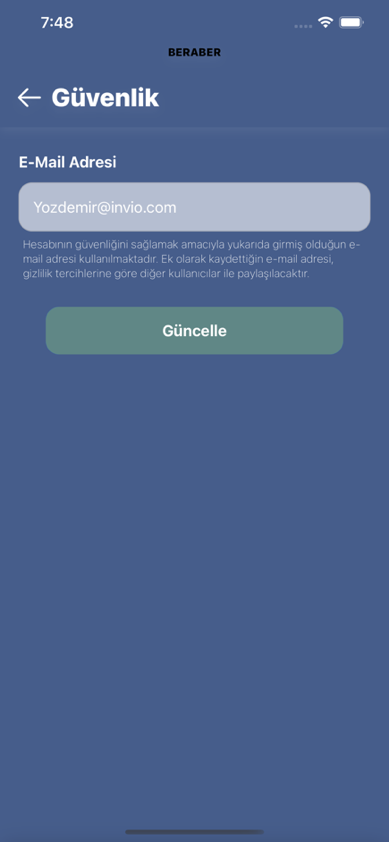 7:48
BERABER
Güvenlik
E-Mail Adresi
Yozdemir@invio.com
Hesabının güvenliğini sağlamak amacıyla yukarıda girmiş olduğun e-
mail adresi kullanılmaktadır. Ek olarak kaydettiğin e-mail adresi,
gizlilik tercihlerine göre diğer kullanıcılar ile paylaşılacaktır.
Güncelle